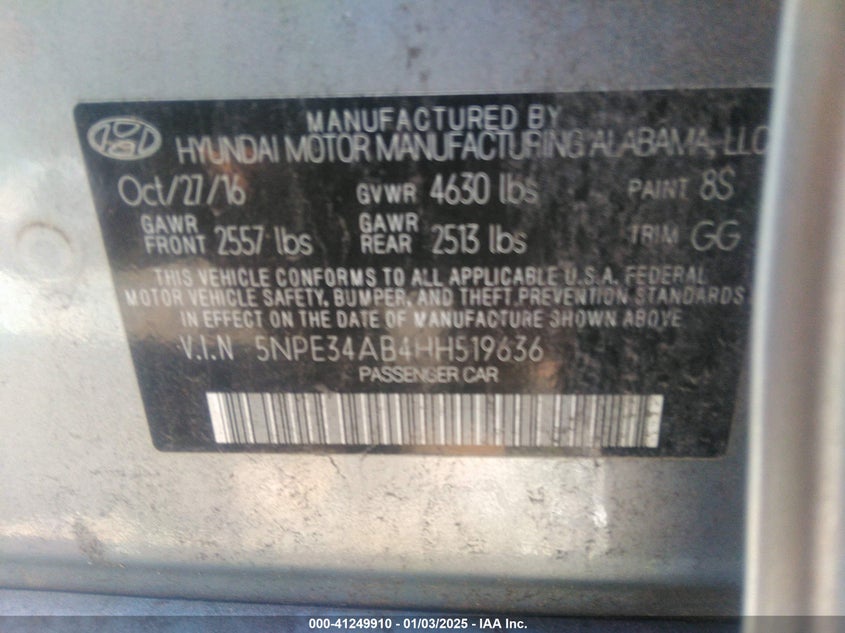 MANUFACTURED BY
HYUNDAI MOTOR MANUFACTURING ALABAMA, LLC
Oct/27/16 GVWR 4630 lbs PAINT 8S
GAWR FRONT 2557 lbs GAWR REAR 2513 lbs TRIM GG
THIS VEHICLE CONFORMS TO ALL APPLICABLE U.S.A. FEDERAL
MOTOR VEHICLE SAFETY, BUMPER, AND THEFT PREVENTION STANDARDS
IN EFFECT ON THE DATE OF MANUFACTURE SHOWN ABOVE
V.I.N 5NPE34AB4HH519636
PASSENGER CAR
000-41249910 - 01/03/2025 - IAA Inc.